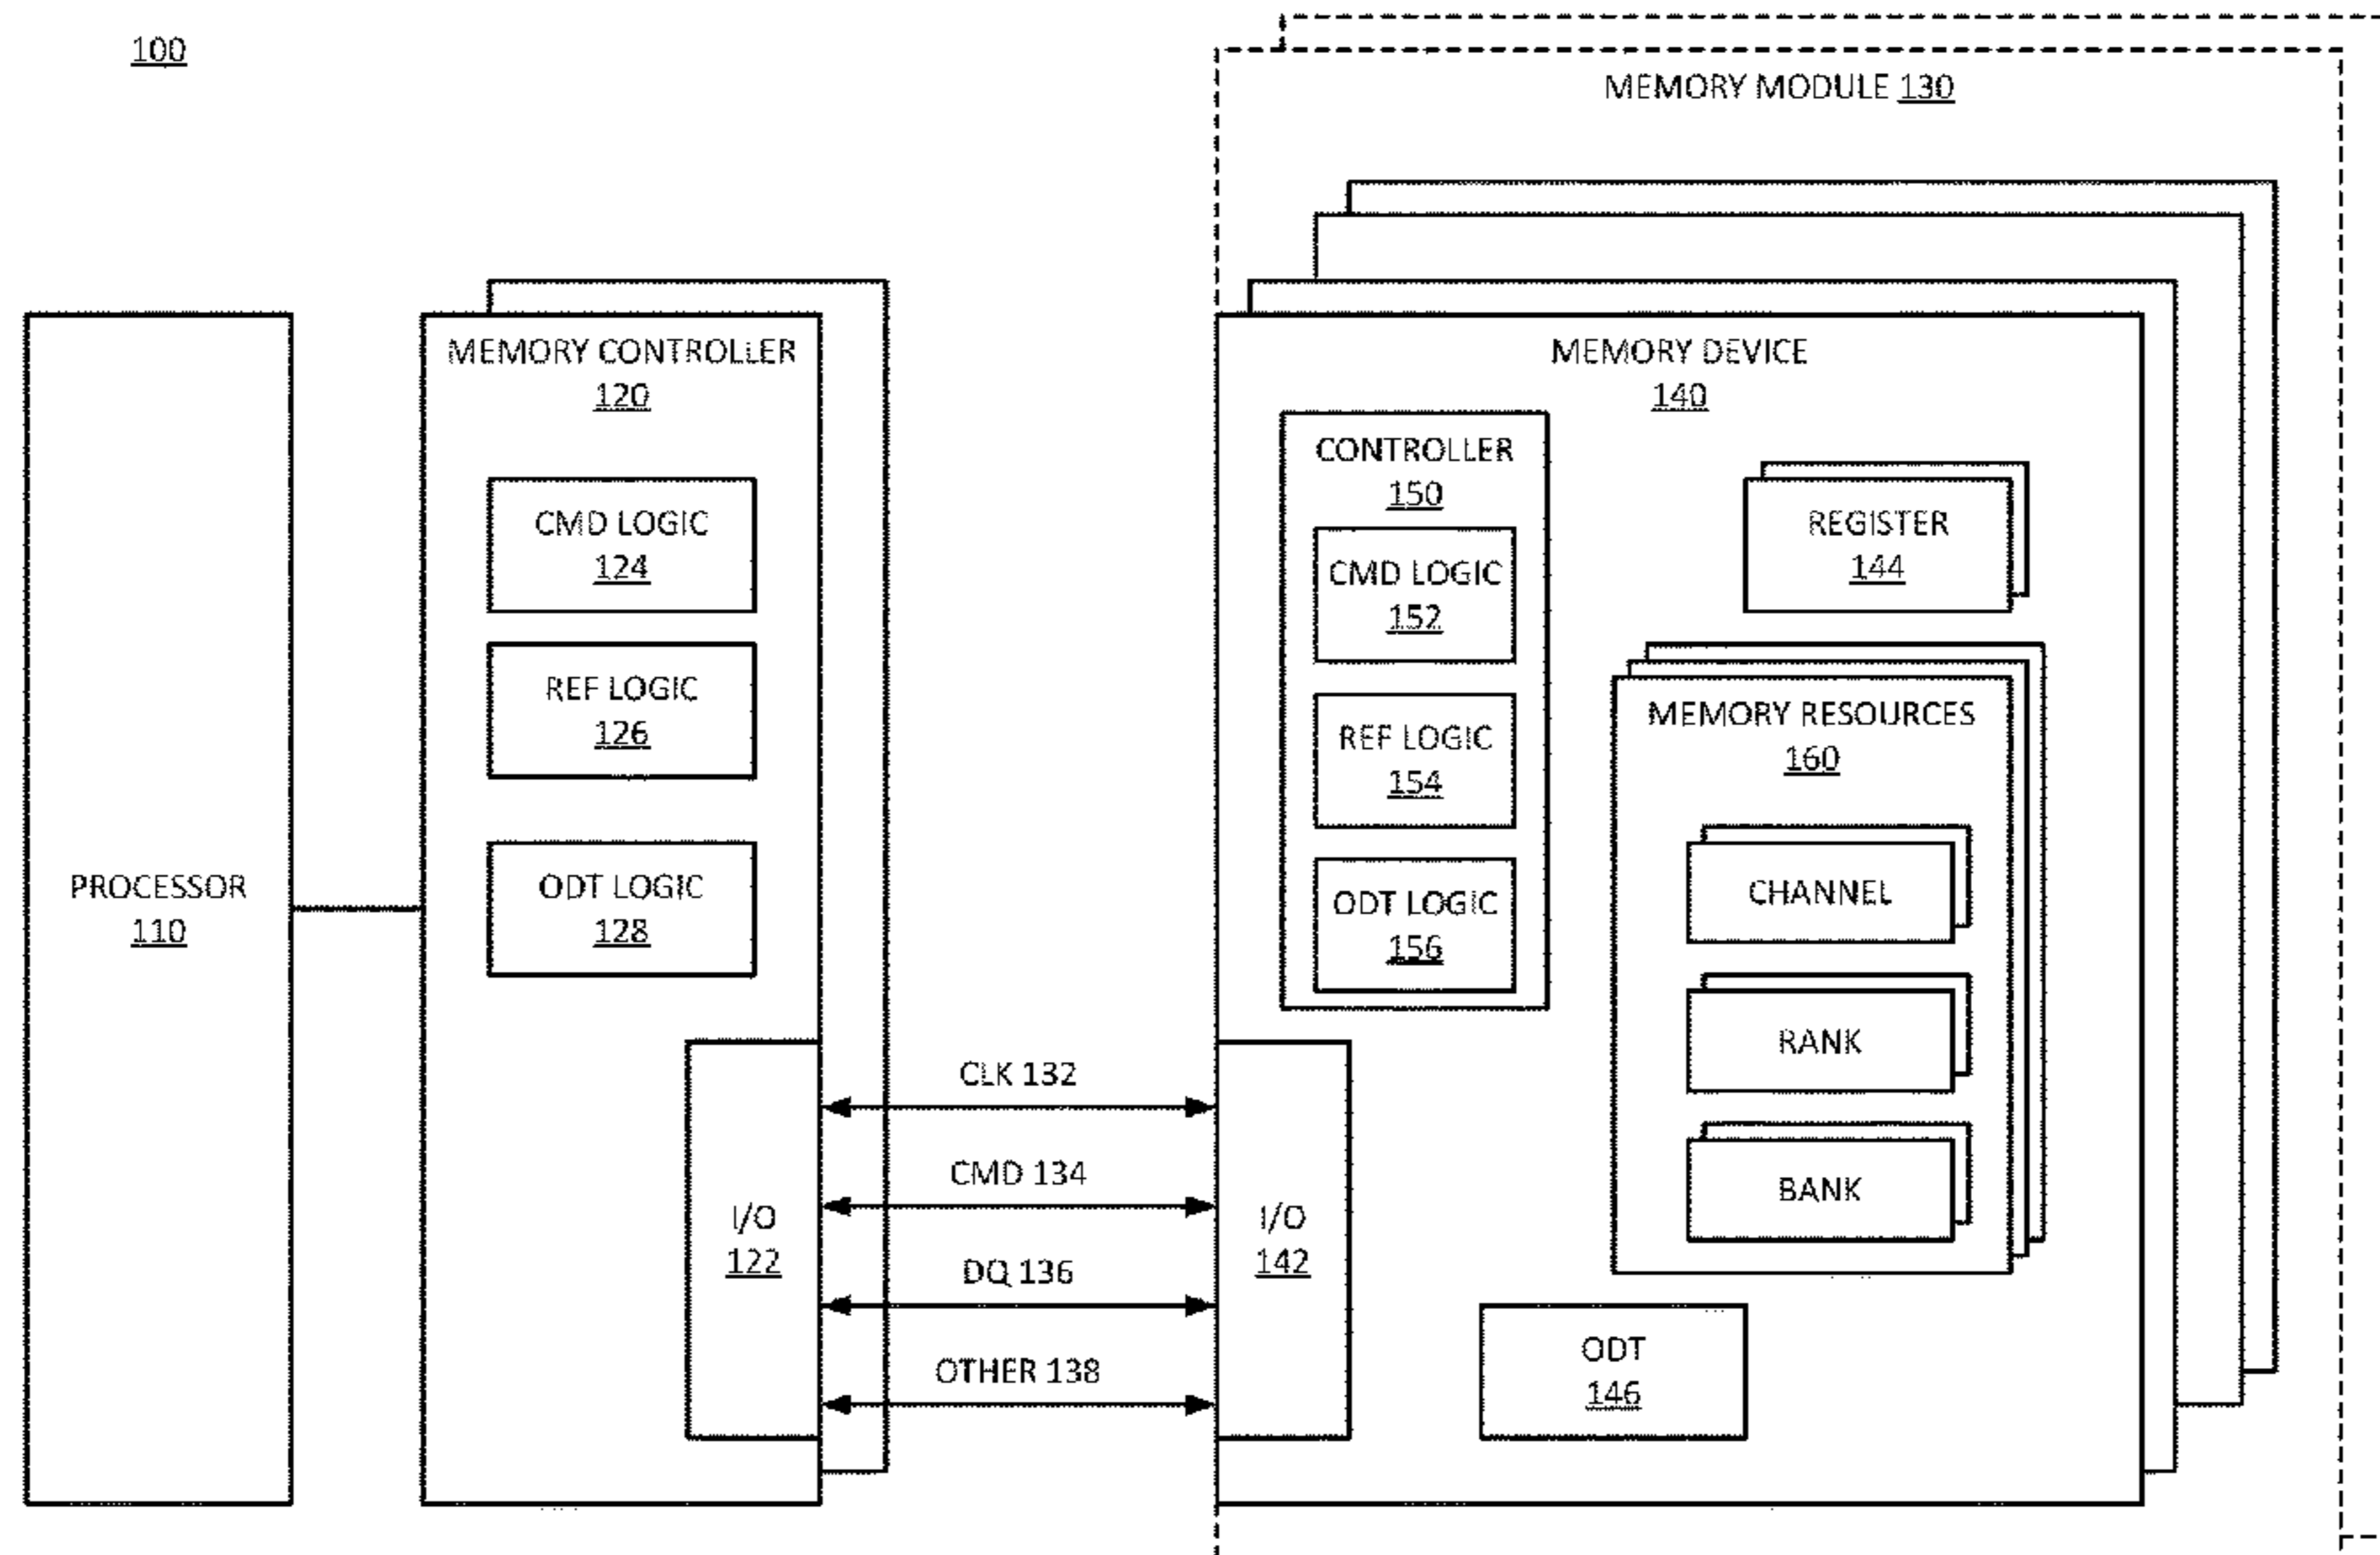 100
MEMORY MODULE 130
PROCESSOR
110
MEMORY CONTROLLER
120
CMD LOGIC
124
REF LOGIC
126
ODT LOGIC
128
I/O
122
CLK 132
CMD 134
DQ 136
OTHER 138
MEMORY DEVICE
140
CONTROLLER
150
CMD LOGIC
152
REF LOGIC
154
ODT LOGIC
156
I/O
142
REGISTER
144
MEMORY RESOURCES
160
CHANNEL
RANK
BANK
ODT
146